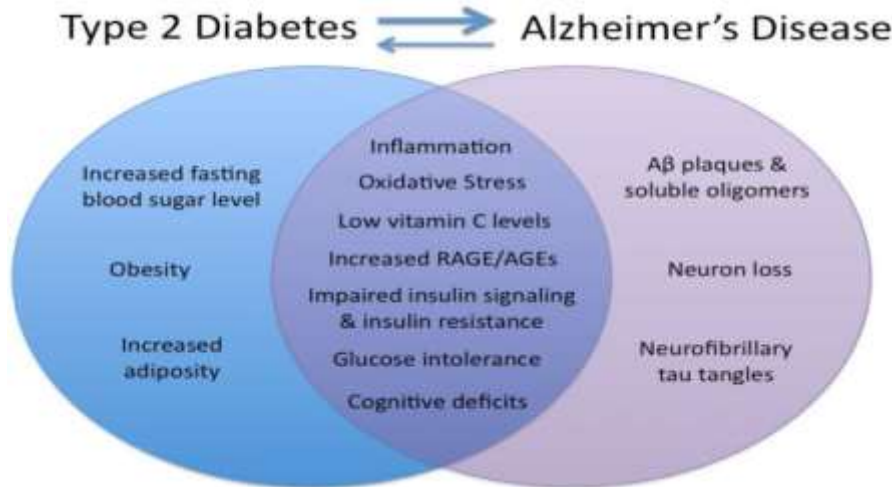 Type 2 Diabetes Alzheimer's Disease
Increased fasting
blood sugar level
Obesity
Increased
adiposity
Inflammation
Oxidative Stress
Low vitamin C levels
Increased RAGE/AGEs
Impaired insulin signaling
& insulin resistance
Glucose intolerance
Cognitive deficits
Aβ plaques &
soluble oligomers
Neuron loss
Neurofibrillary
tau tangles